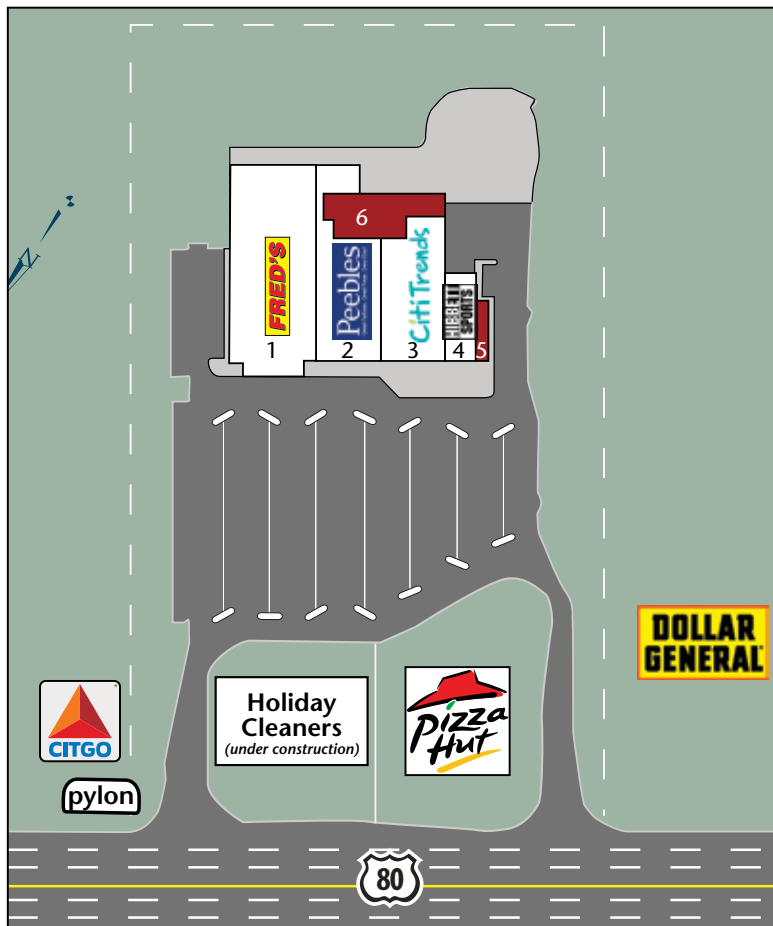 N
6
FRED'S
Peebles
CitiTrends
HIBBETT
SPORTS
1
2
3
4
5
DOLLAR
GENERAL
CITGO
Holiday
Cleaners
(under construction)
Pizza
Hut
pylon
80